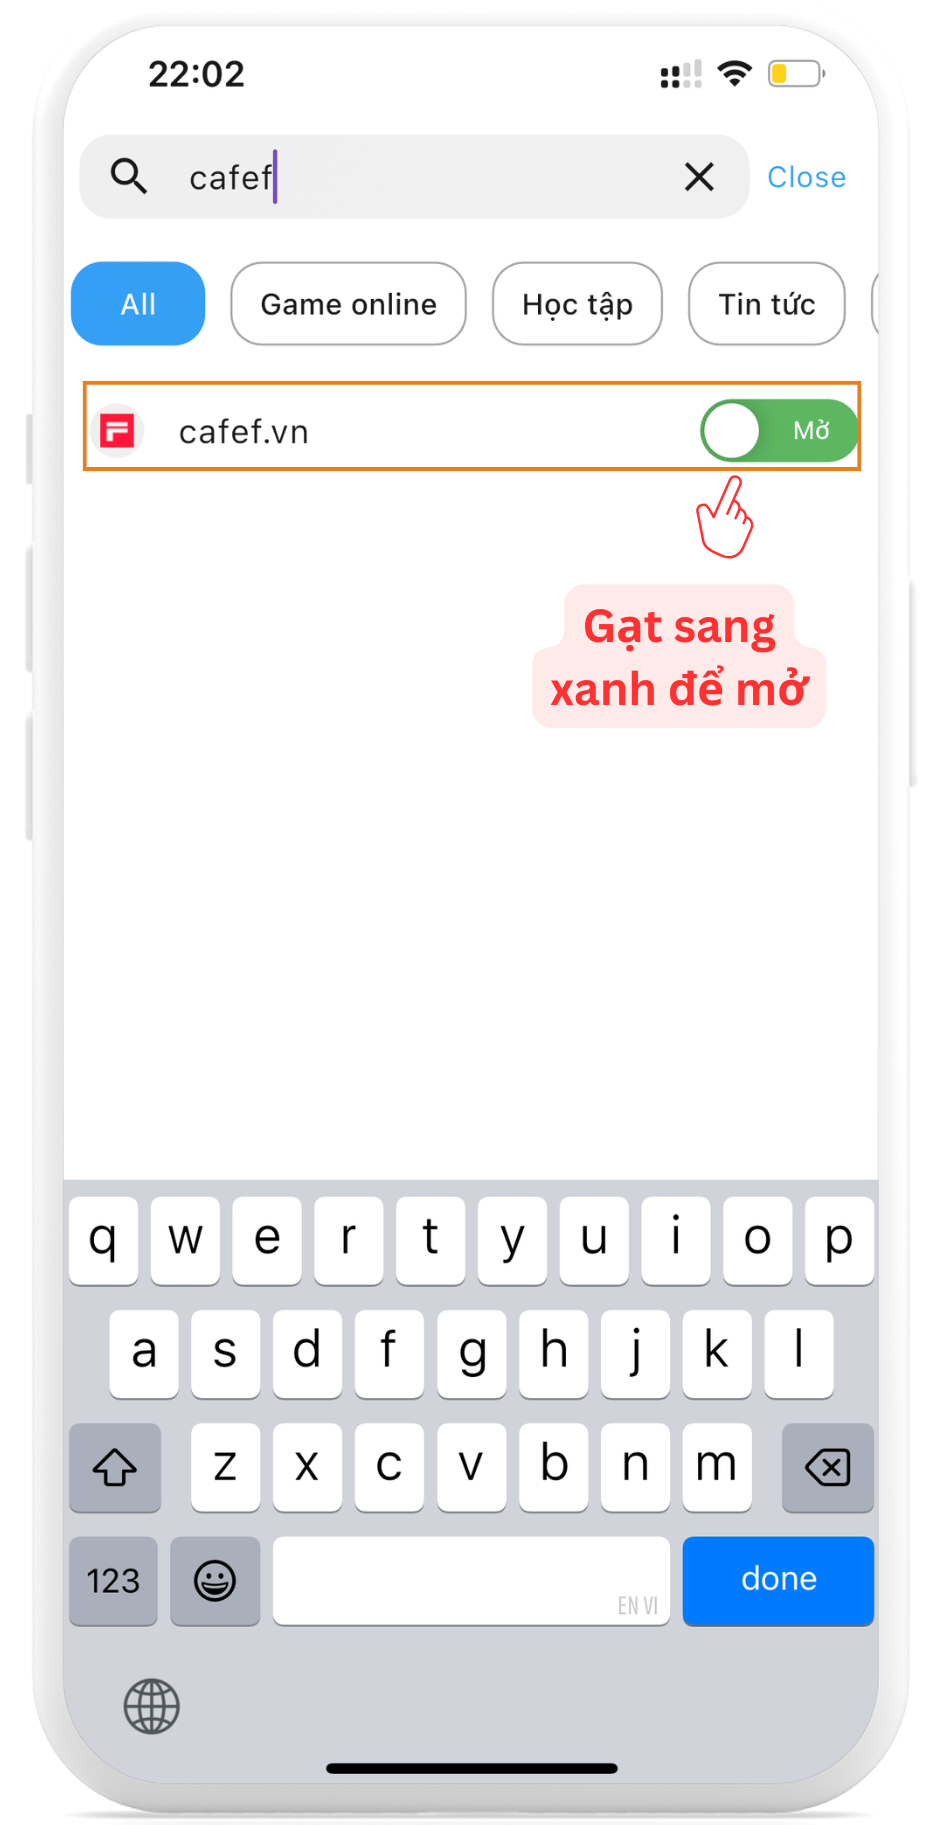 22:02
cafef
Close
All
Game online
Học tập
Tin tức
cafef.vn
Mở
Gạt sang
xanh để mở
q w e r t y u i o p
a s d f g h j k l
z x c v b n m
123
EN VI
done